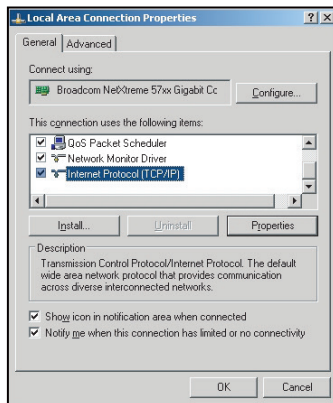 Local Area Connection Properties
General Advanced
Connect using:
Broadcom NetXtreme 57xx Gigabit Cc
Configure...
This connection uses the following items:
QoS Packet Scheduler
Network Monitor Driver
Internet Protocol (TCP/IP)
Install... Uninstall Properties
Description
Transmission Control Protocol/Internet Protocol. The default
wide area network protocol that provides communication
across diverse interconnected networks.
Show icon in notification area when connected
Notify me when this connection has limited or no connectivity
OK Cancel